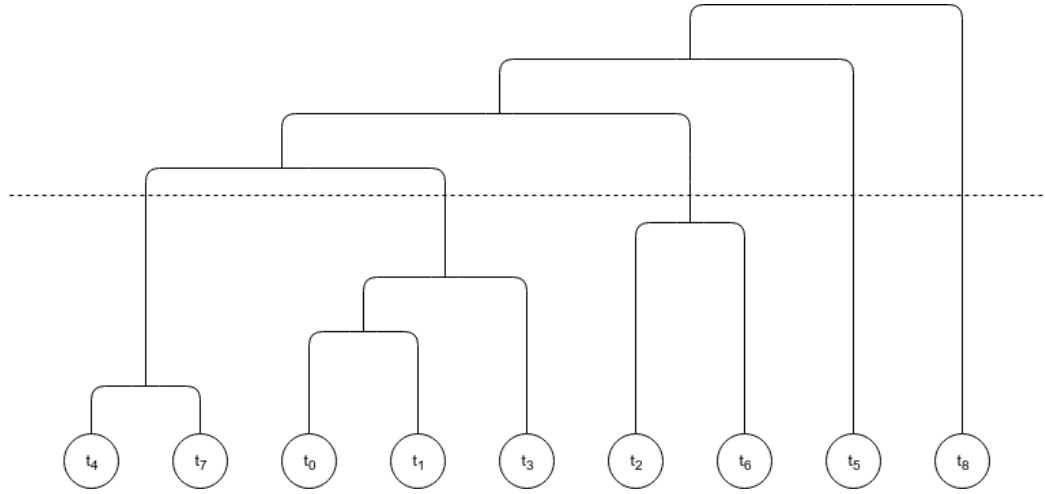 t₄ t₇ t₀ t₁ t₃ t₂ t₆ t₅ t₈